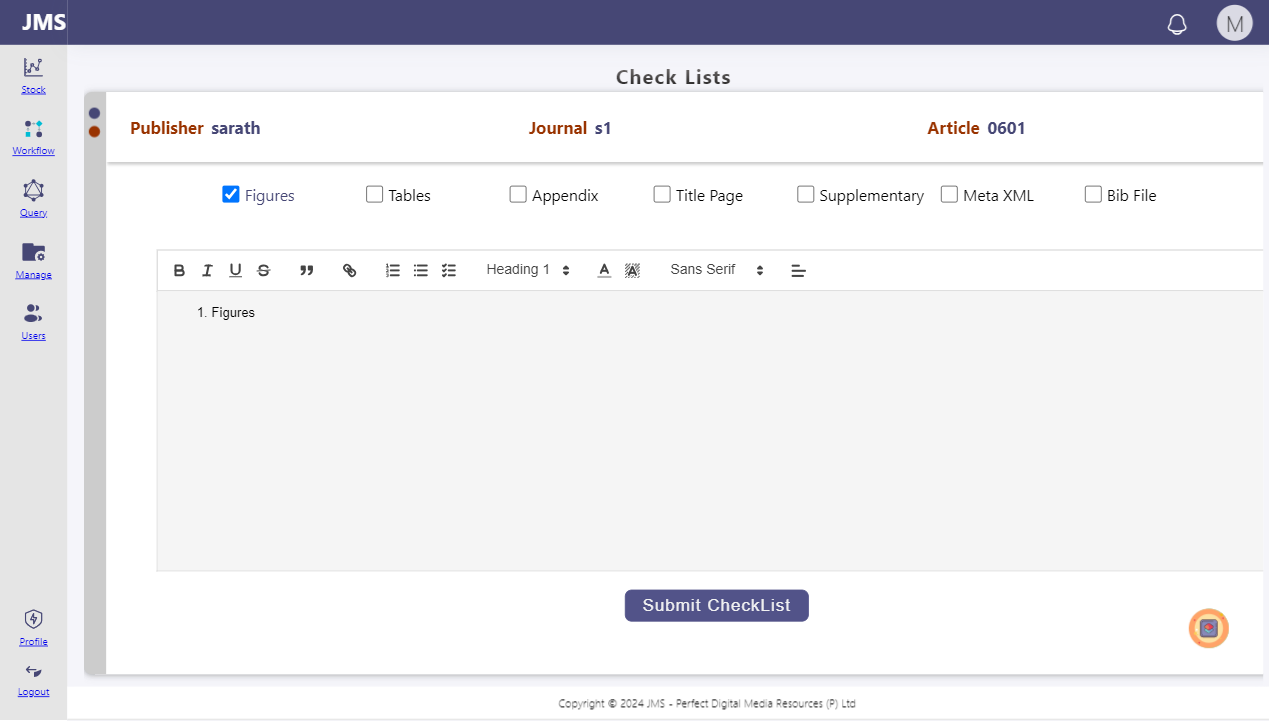 JMS
M
Stock
Workflow
Query
Manage
Users
Profile
Logout
Check Lists
Publisher sarath Journal s1 Article 0601
Figures Tables Appendix Title Page Supplementary Meta XML Bib File
B I U S Heading 1 A A Sans Serif
1. Figures
Submit CheckList
Copyright © 2024 JMS - Perfect Digital Media Resources (P) Ltd